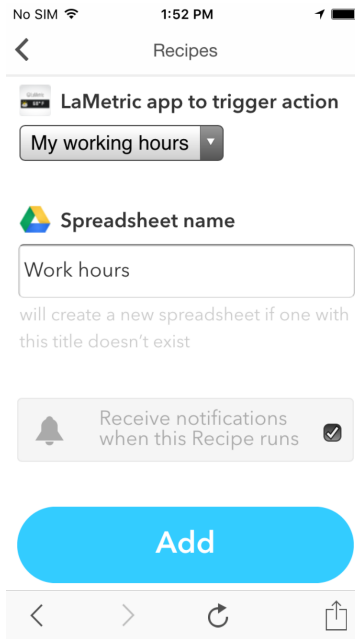 No SIM 1:52 PM
Recipes
LaMetric app to trigger action
My working hours
Spreadsheet name
Work hours
will create a new spreadsheet if one with
this title doesn't exist
Receive notifications
when this Recipe runs
Add